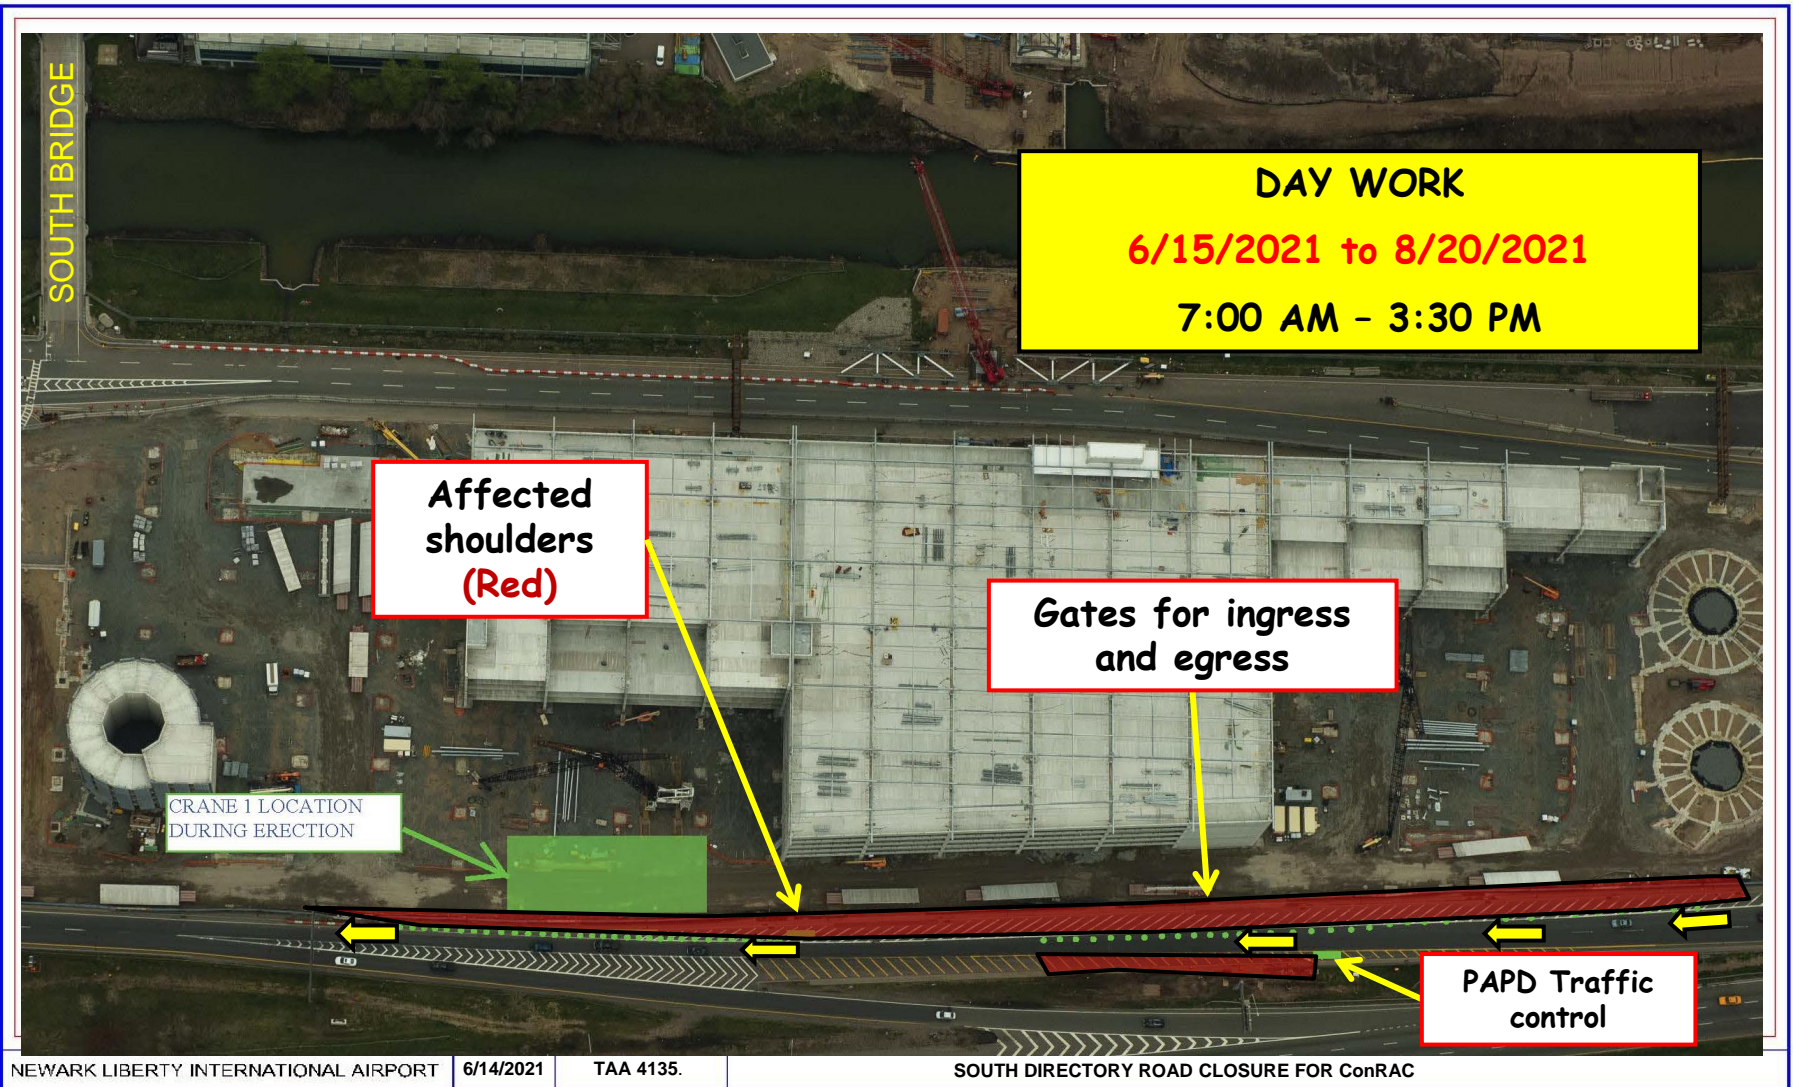 SOUTH BRIDGE
DAY WORK
6/15/2021 to 8/20/2021
7:00 AM – 3:30 PM
Affected
shoulders
(Red)
Gates for ingress
and egress
CRANE 1 LOCATION
DURING ERECTION
PAPD Traffic
control
NEWARK LIBERTY INTERNATIONAL AIRPORT
6/14/2021
TAA 4135.
SOUTH DIRECTORY ROAD CLOSURE FOR ConRAC